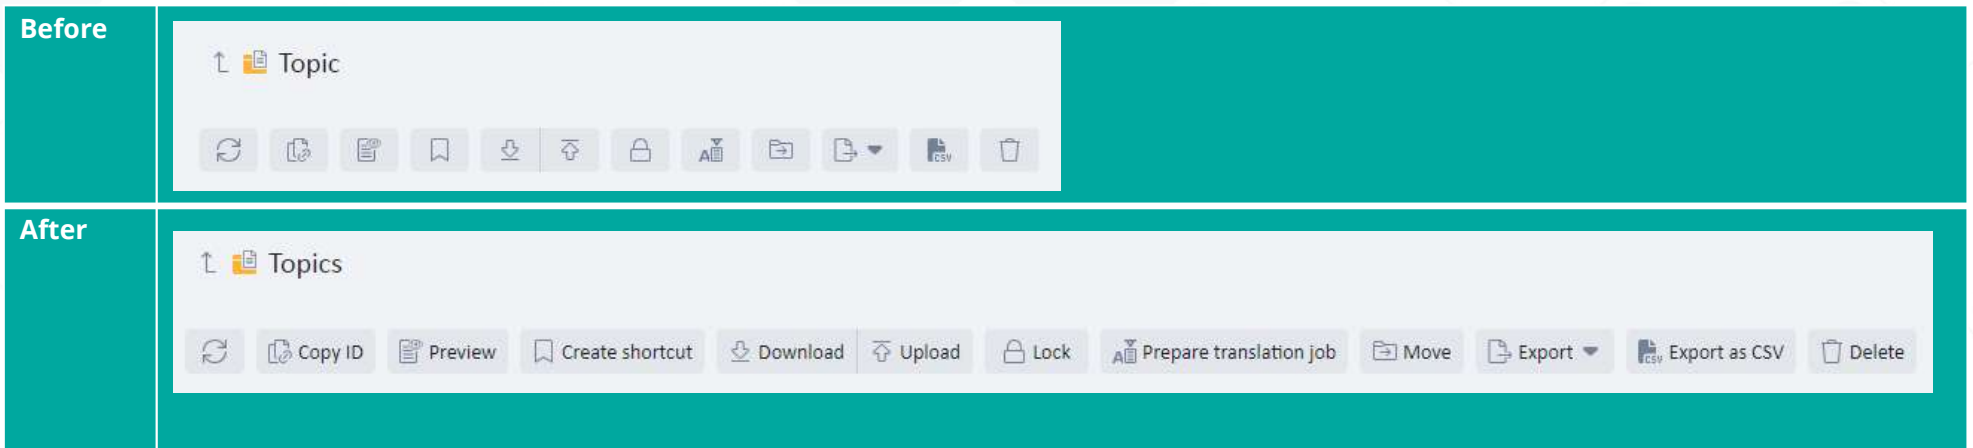 Before
Topic
CSV
After
Topics
Copy ID Preview Create shortcut Download Upload Lock Prepare translation job Move Export Export as CSV Delete